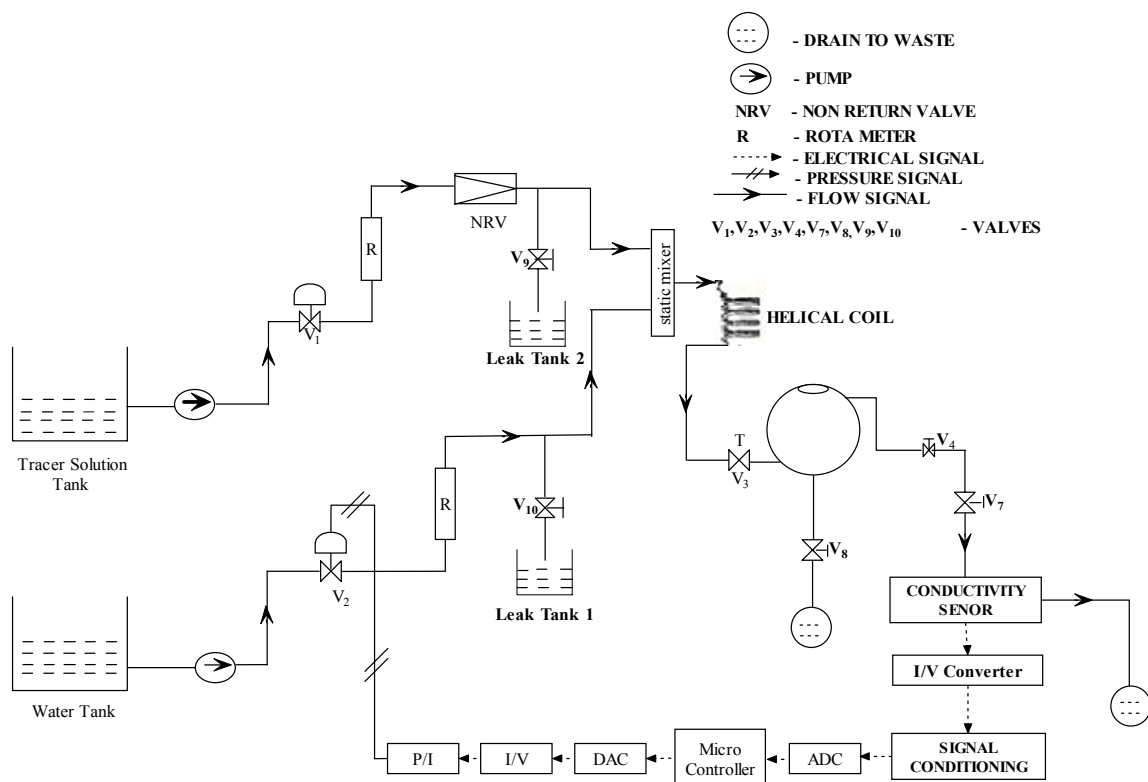 - DRAIN TO WASTE
- PUMP
NRV - NON RETURN VALVE
R - ROTA METER
- ELECTRICAL SIGNAL
- PRESSURE SIGNAL
- FLOW SIGNAL
V1,V2,V3,V4,V7,V8,V9,V10 - VALVES
NRV
R
V9
V1
static mixer
HELICAL COIL
Leak Tank 2
Tracer Solution
Tank
T
V3
V4
R
V10
V7
V8
V2
Leak Tank 1
CONDUCTIVITY
SENOR
I/V Converter
Water Tank
P/I
I/V
DAC
Micro
Controller
ADC
SIGNAL
CONDITIONING